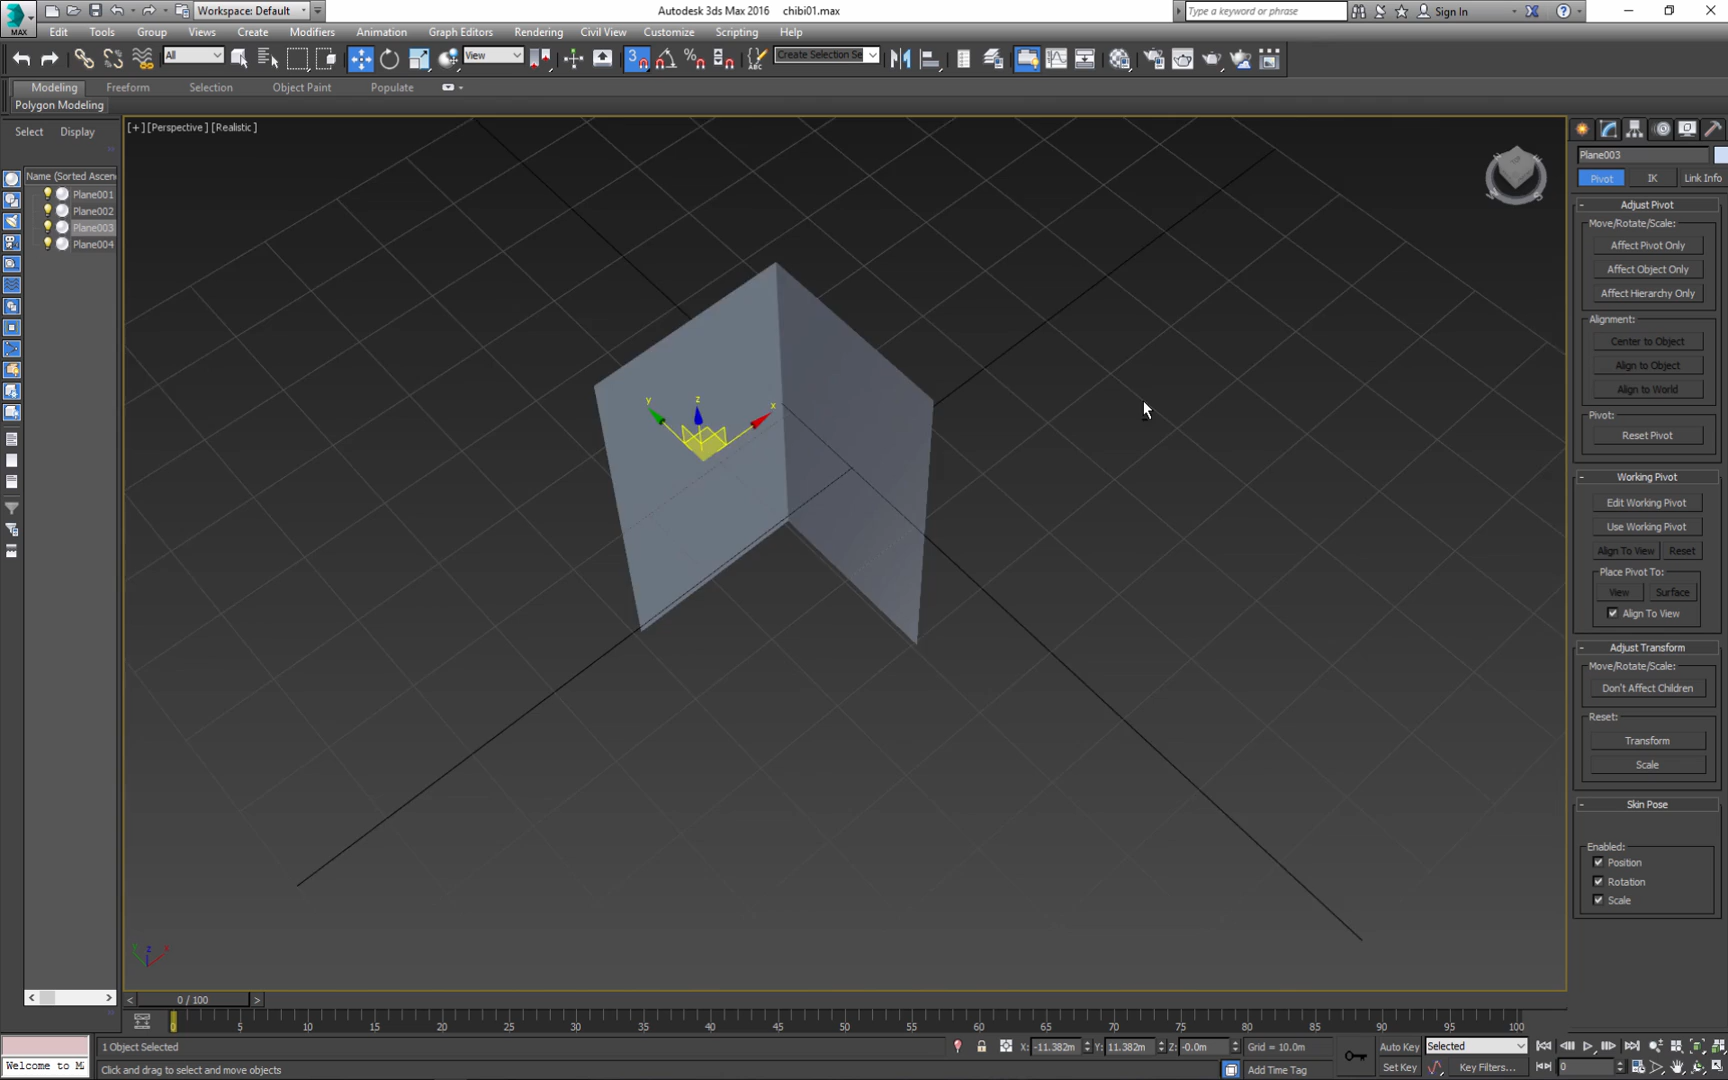 Workspace: Default
Autodesk 3ds Max 2016    chibi01.max
Type a keyword or phrase
Sign In
MAX
Edit Tools Group Views Create Modifiers Animation Graph Editors Rendering Civil View Customize Scripting Help
All
View
3
Create Selection Se
Modeling Freeform Selection Object Paint Populate
Polygon Modeling
Select Display
[+] [Perspective ] [Realistic ]
Name (Sorted Ascen
Plane001
Plane002
Plane003
Plane004
Plane003
Pivot IK Link Info
- Adjust Pivot
Move/Rotate/Scale:
Affect Pivot Only
Affect Object Only
Affect Hierarchy Only
Alignment:
Center to Object
Align to Object
Align to World
Pivot:
Reset Pivot
- Working Pivot
Edit Working Pivot
Use Working Pivot
Align To View Reset
Place Pivot To:
View Surface
Align To View
- Adjust Transform
Move/Rotate/Scale:
Don't Affect Children
Reset:
Transform
Scale
- Skin Pose
Enabled:
Position
Rotation
Scale
y z x
y z x
< 0 / 100 >
0 5 10 15 20 25 30 35 40 45 50 55 60 65 70 75 80 85 90 95 100
1 Object Selected
X: -11.382m Y: 11.382m Z: -0.0m Grid = 10.0m
Auto Key Selected
Welcome to M
Click and drag to select and move objects
Add Time Tag
Set Key Key Filters...
0